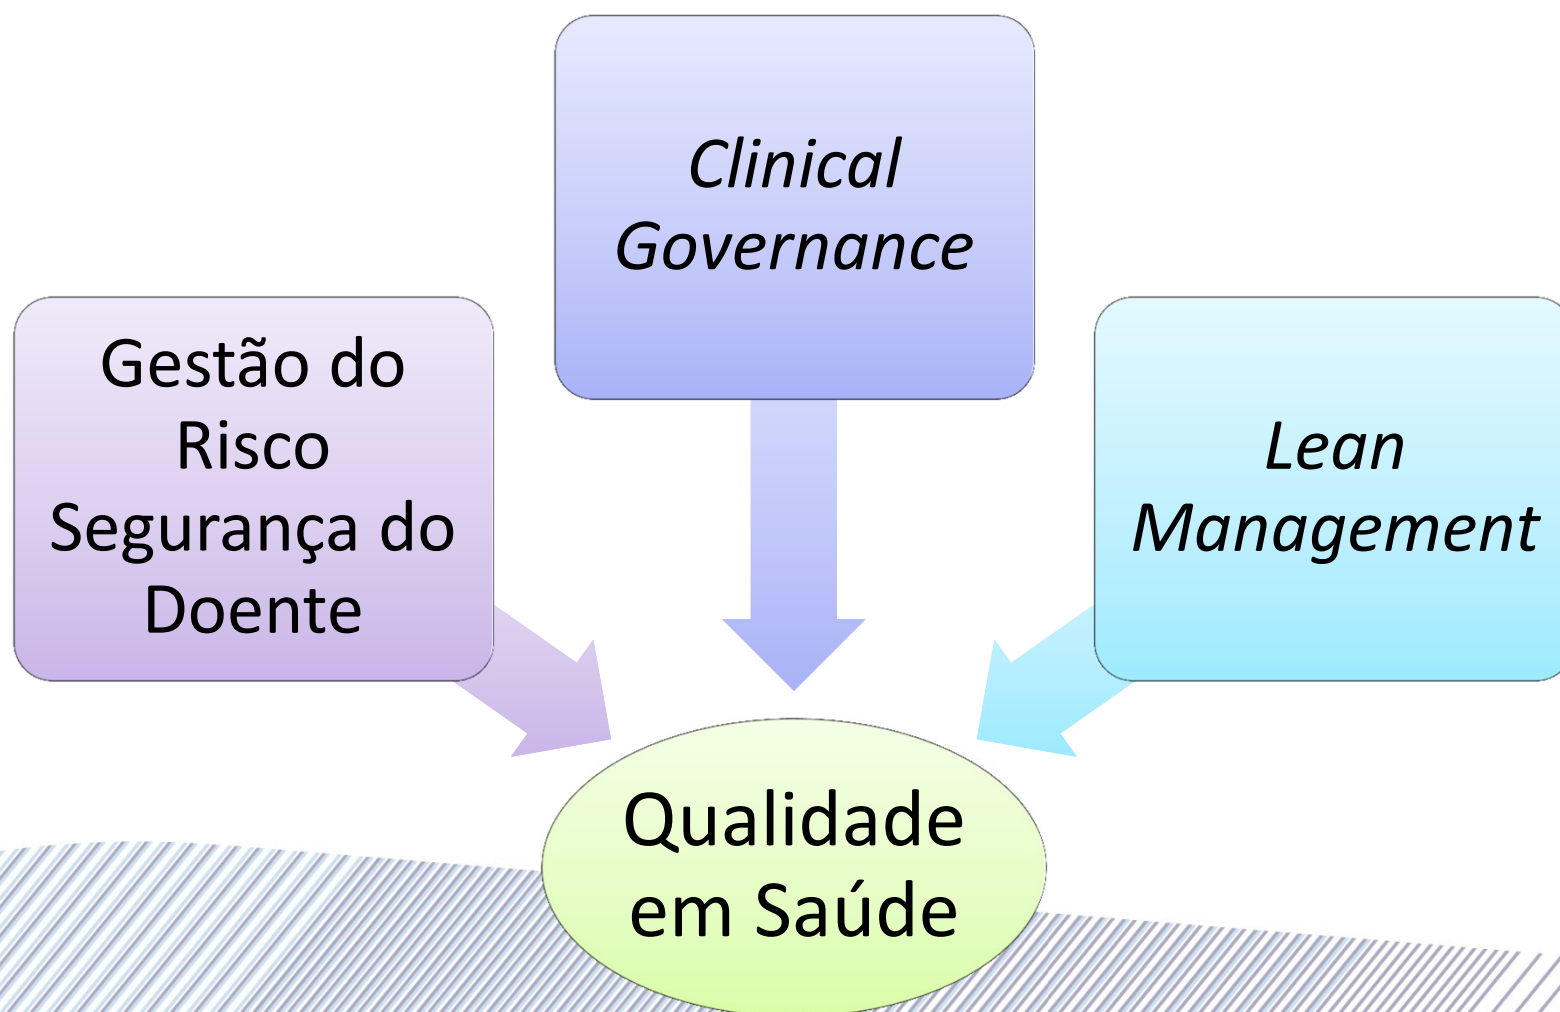 Clinical
Governance
Gestão do
Risco
Segurança do
Doente
Lean
Management
Qualidade
em Saúde